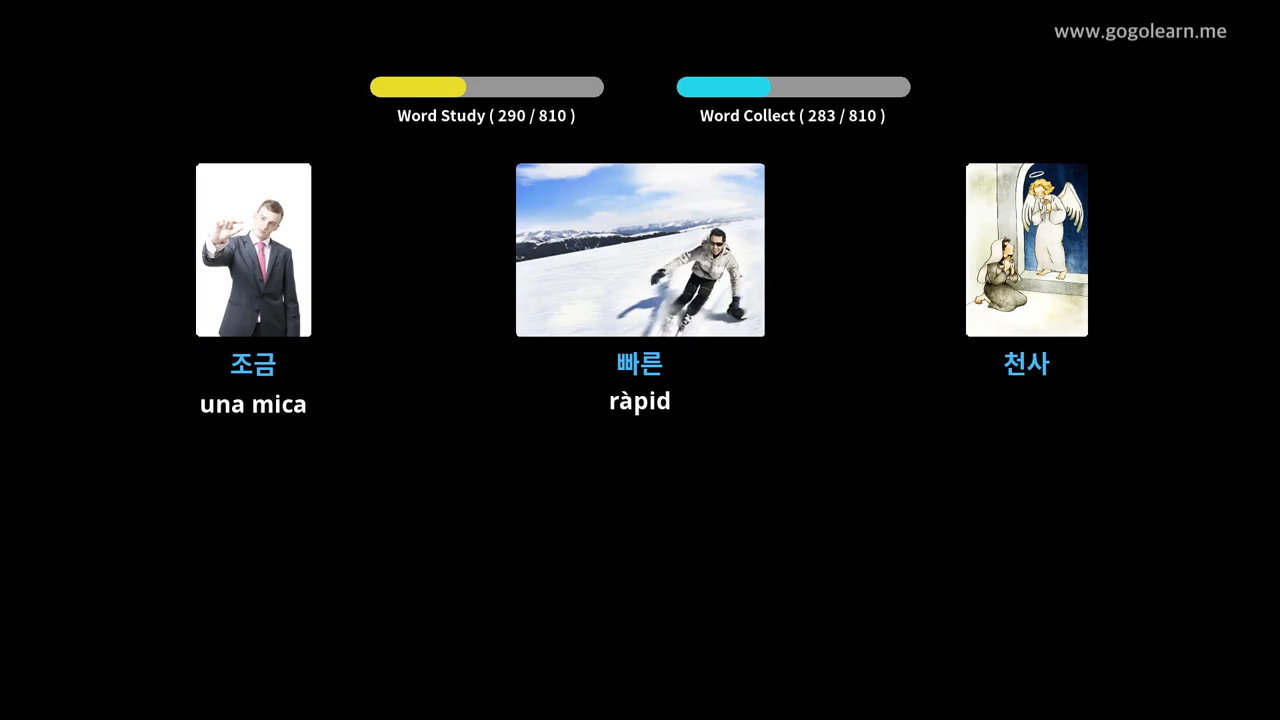 www.gogolearn.me
Word Study ( 290 / 810 )
Word Collect ( 283 / 810 )
조금
빠른
천사
una mica
ràpid